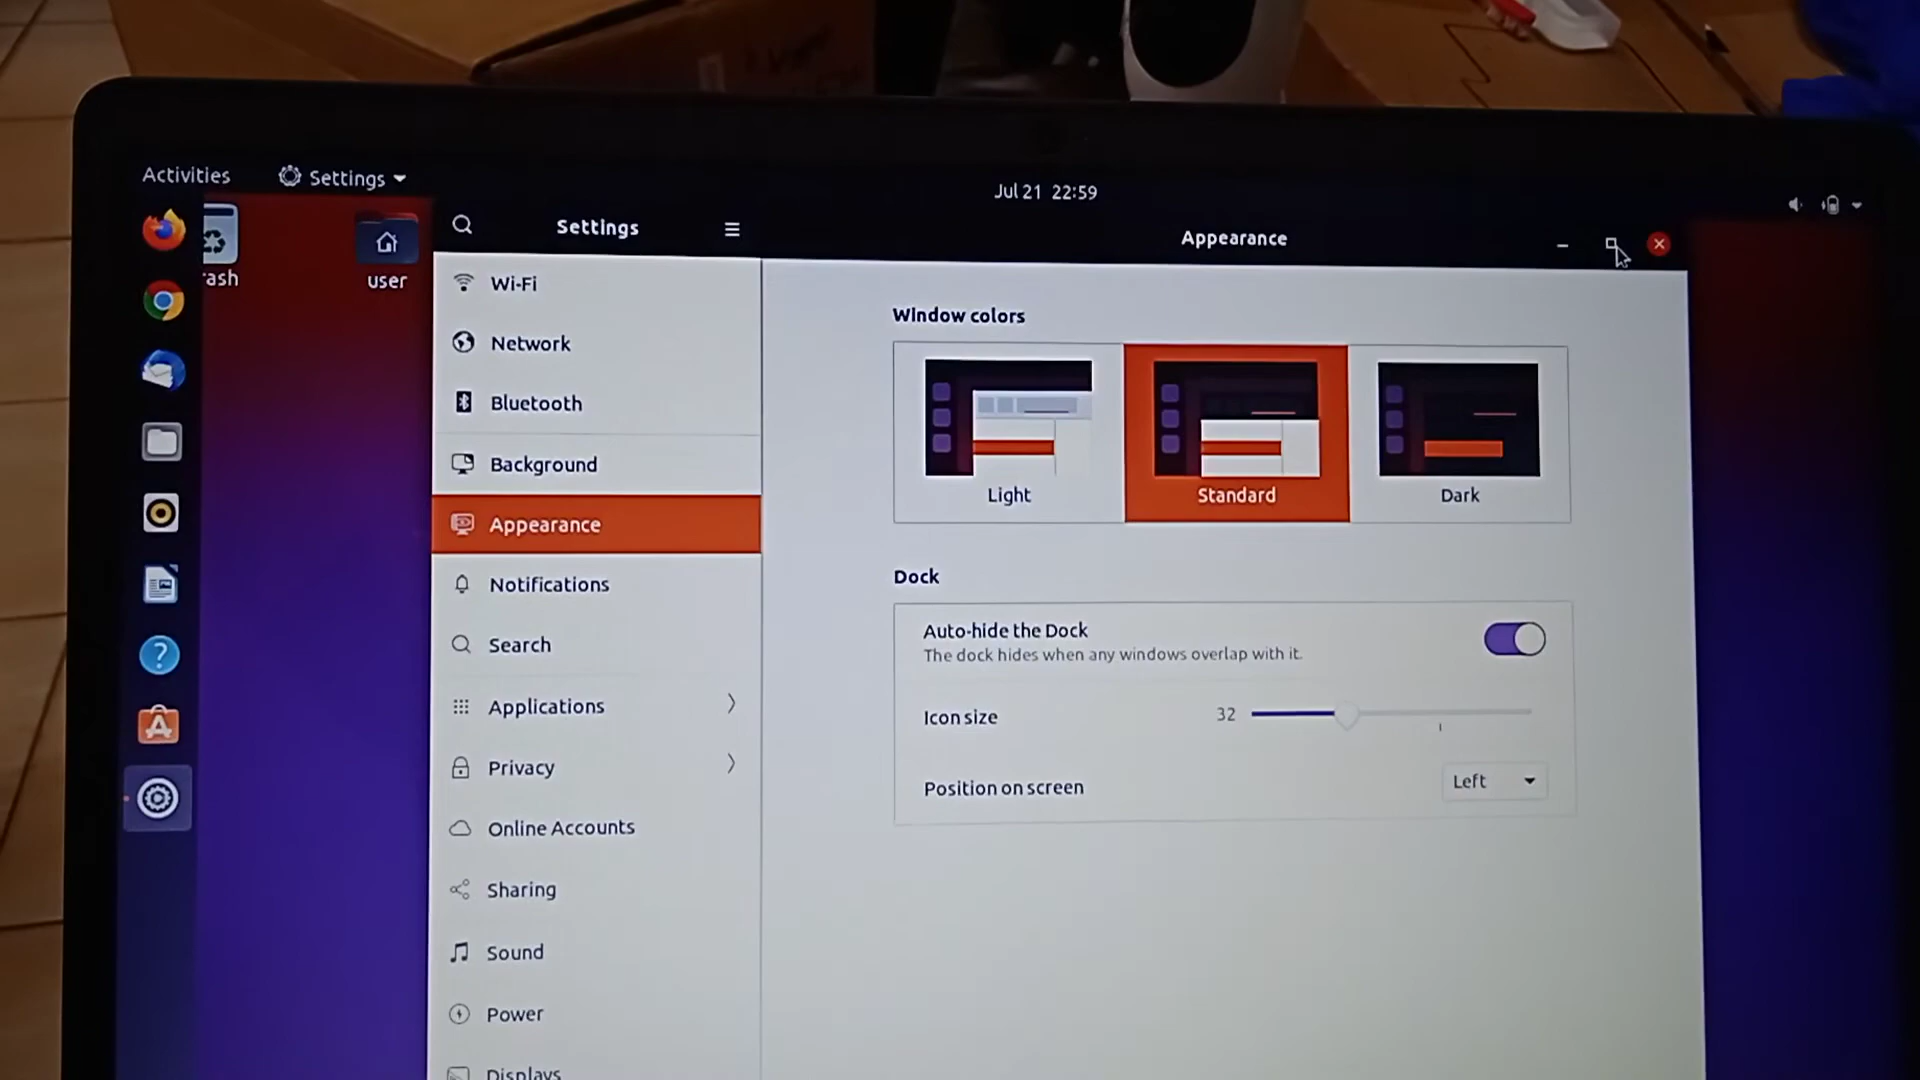 Activities
Settings
Jul 21 22:59
Settings
Appearance
ash
user
Wi-Fi
Network
Bluetooth
Background
Appearance
Notifications
Search
Applications
Privacy
Online Accounts
Sharing
Sound
Power
Displays
Window colors
Light
Standard
Dark
Dock
Auto-hide the Dock
The dock hides when any windows overlap with it.
Icon size
32
Position on screen
Left